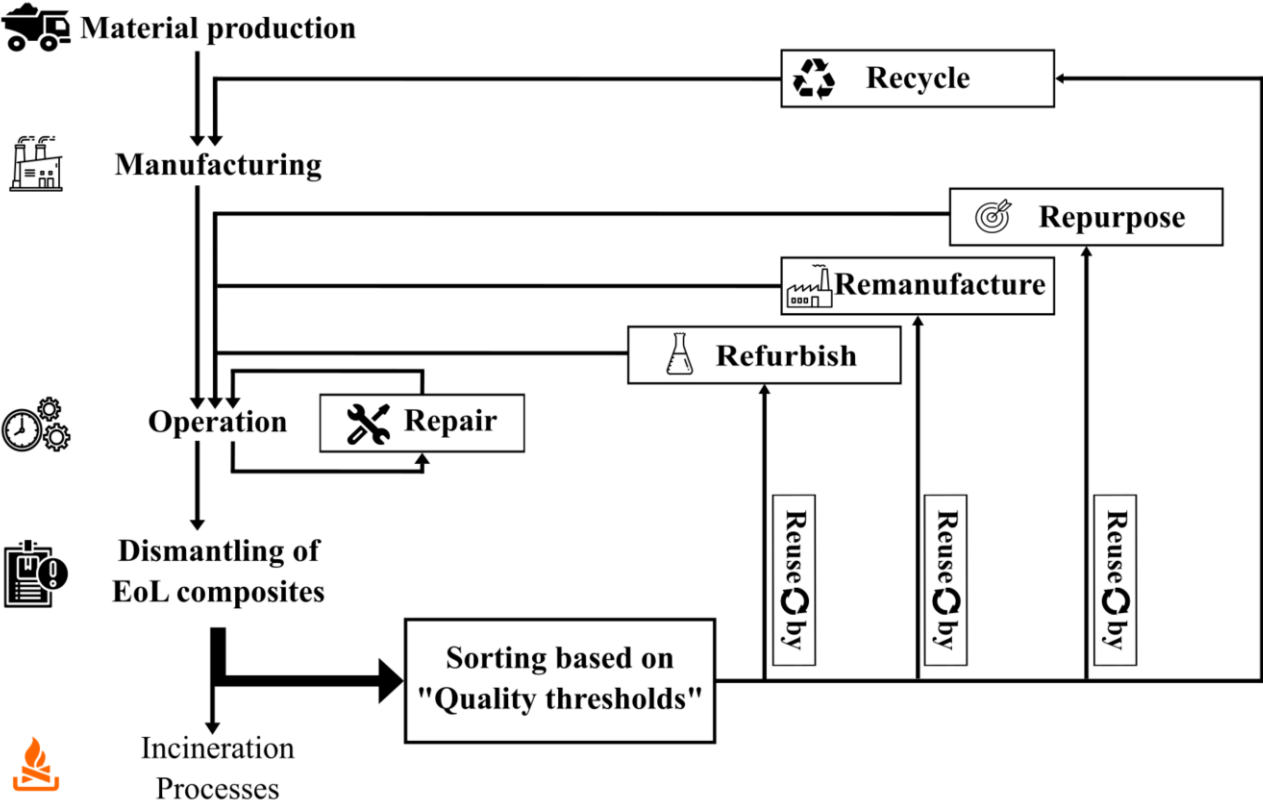 Material production
Recycle
Manufacturing
Repurpose
Remanufacture
Refurbish
Operation
Repair
Reuse by
Reuse by
Reuse by
Dismantling of
EoL composites
Sorting based on
"Quality thresholds"
Incineration
Processes